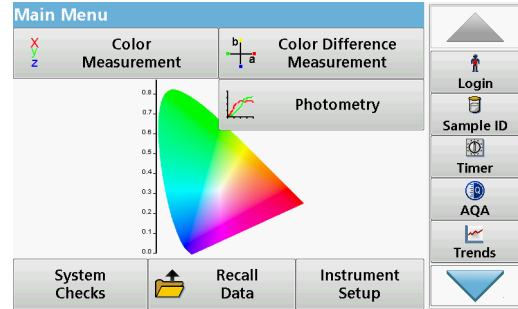 Main Menu
X
Y
Z
Color
Measurement
b
a
Color Difference
Measurement
Photometry
0.8
0.7
0.6
0.5
0.4
0.3
0.2
0.1
0.0
System
Checks
Recall
Data
Instrument
Setup
Login
Sample ID
Timer
Q
AQA
Trends